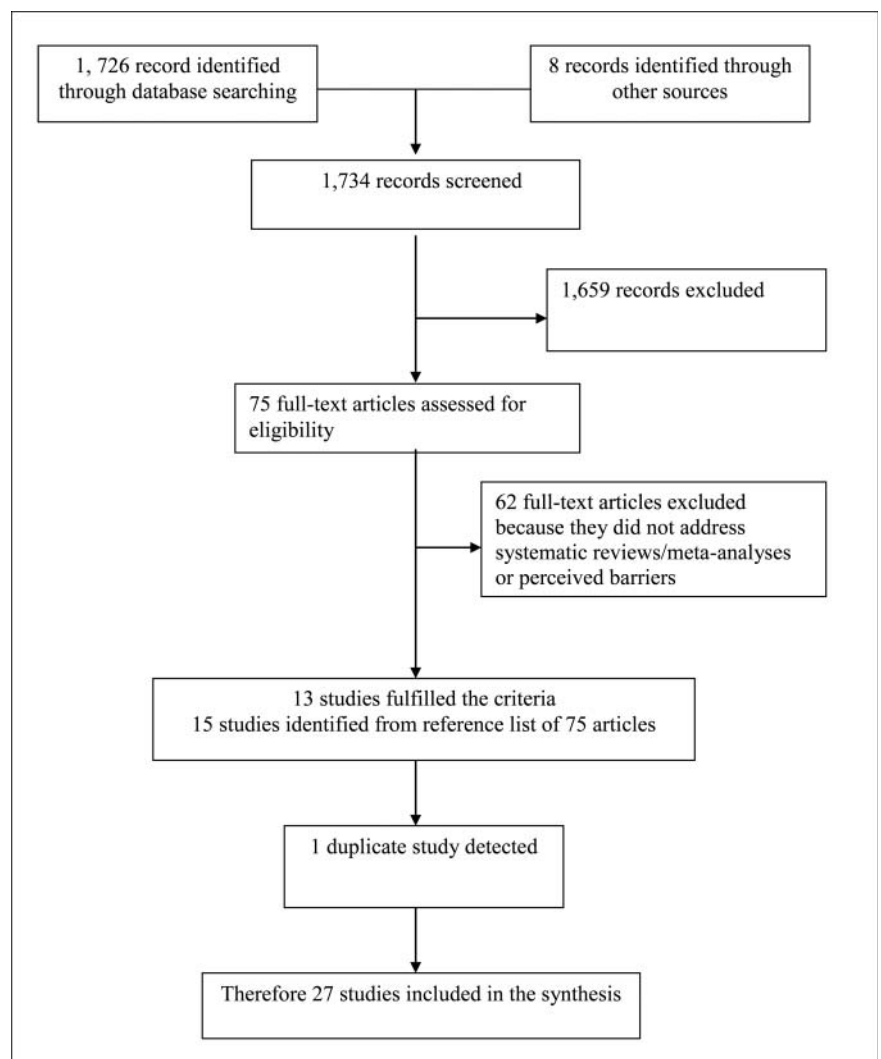 1, 726 record identified
through database searching
8 records identified through
other sources
1,734 records screened
1,659 records excluded
75 full-text articles assessed for
eligibility
62 full-text articles excluded
because they did not address
systematic reviews/meta-analyses
or perceived barriers
13 studies fulfilled the criteria
15 studies identified from reference list of 75 articles
1 duplicate study detected
Therefore 27 studies included in the synthesis